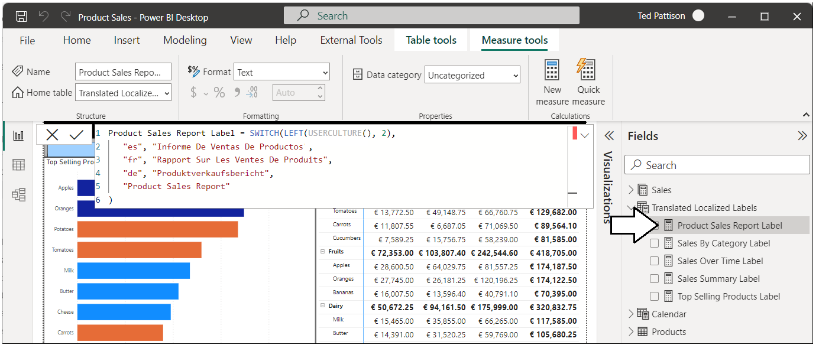 Product Sales - Power BI Desktop
Search
Ted Pattison
File
Home
Insert
Modeling
View
Help
External Tools
Table tools
Measure tools
Name
Product Sales Repo...
Home table
Translated Localize...
Structure
$% Format
Text
$ % 9 .00
Auto
Formatting
Data category
Uncategorized
Properties
New measure
Quick measure
Calculations
1 Product Sales Report Label = SWITCH(LEFT(USERCULTURE(), 2),
2 "es", "Informe De Ventas De Productos ,
3 "fr", "Rapport Sur Les Ventes De Produits",
4 "de", "Produktverkaufsbericht",
5 "Product Sales Report"
6 )
Top Selling Pro
Apples
Oranges
Potatoes
Tomatoes
Milk
Butter
Cheese
Carrots
Tomatoes € 13,772.50 € 49,148.75 € 66,760.75 € 129,682.00
Carrots € 11,807.55 € 6,687.05 € 71,069.50 € 89,564.10
Cucumbers € 7,589.25 € 15,756.75 € 58,239.00 € 81,585.00
Fruits € 72,353.00 € 103,807.40 € 242,544.60 € 418,705.00
Apples € 28,600.50 € 64,029.75 € 81,557.25 € 174,187.50
Oranges € 27,745.00 € 26,181.25 € 120,196.25 € 174,122.50
Bananas € 16,007.50 € 13,596.40 € 40,791.10 € 70,395.00
Dairy € 50,672.25 € 94,161.50 € 175,999.00 € 320,832.75
Milk € 15,465.00 € 35,855.00 € 66,265.00 € 117,585.00
Butter € 14,391.00 € 31,520.25 € 59,769.00 € 105,680.25
Visualizations
Fields
Search
Sales
Translated Localized Labels
Product Sales Report Label
Sales By Category Label
Sales Over Time Label
Sales Summary Label
Top Selling Products Label
Calendar
Products